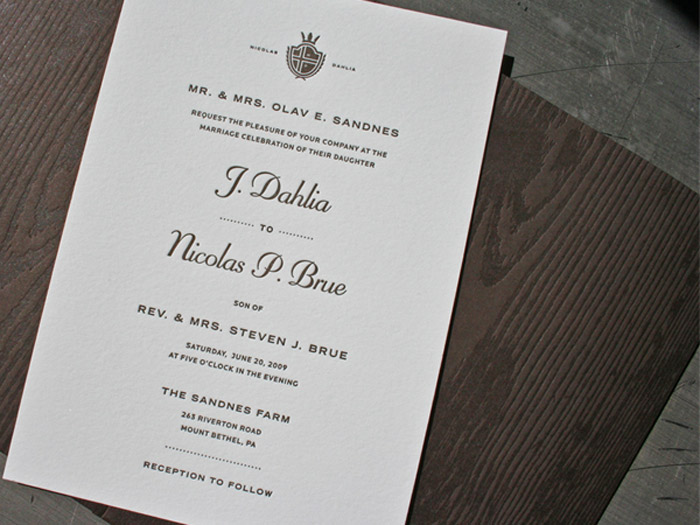 NICOLAS DAHLIA
MR. & MRS. OLAV E. SANDNES
REQUEST THE PLEASURE OF YOUR COMPANY AT THE
MARRIAGE CELEBRATION OF THEIR DAUGHTER
J. Dahlia
TO
Nicolas P. Brue
SON OF
REV. & MRS. STEVEN J. BRUE
SATURDAY, JUNE 20, 2009
AT FIVE O'CLOCK IN THE EVENING
THE SANDNES FARM
263 RIVERTON ROAD
MOUNT BETHEL, PA
RECEPTION TO FOLLOW